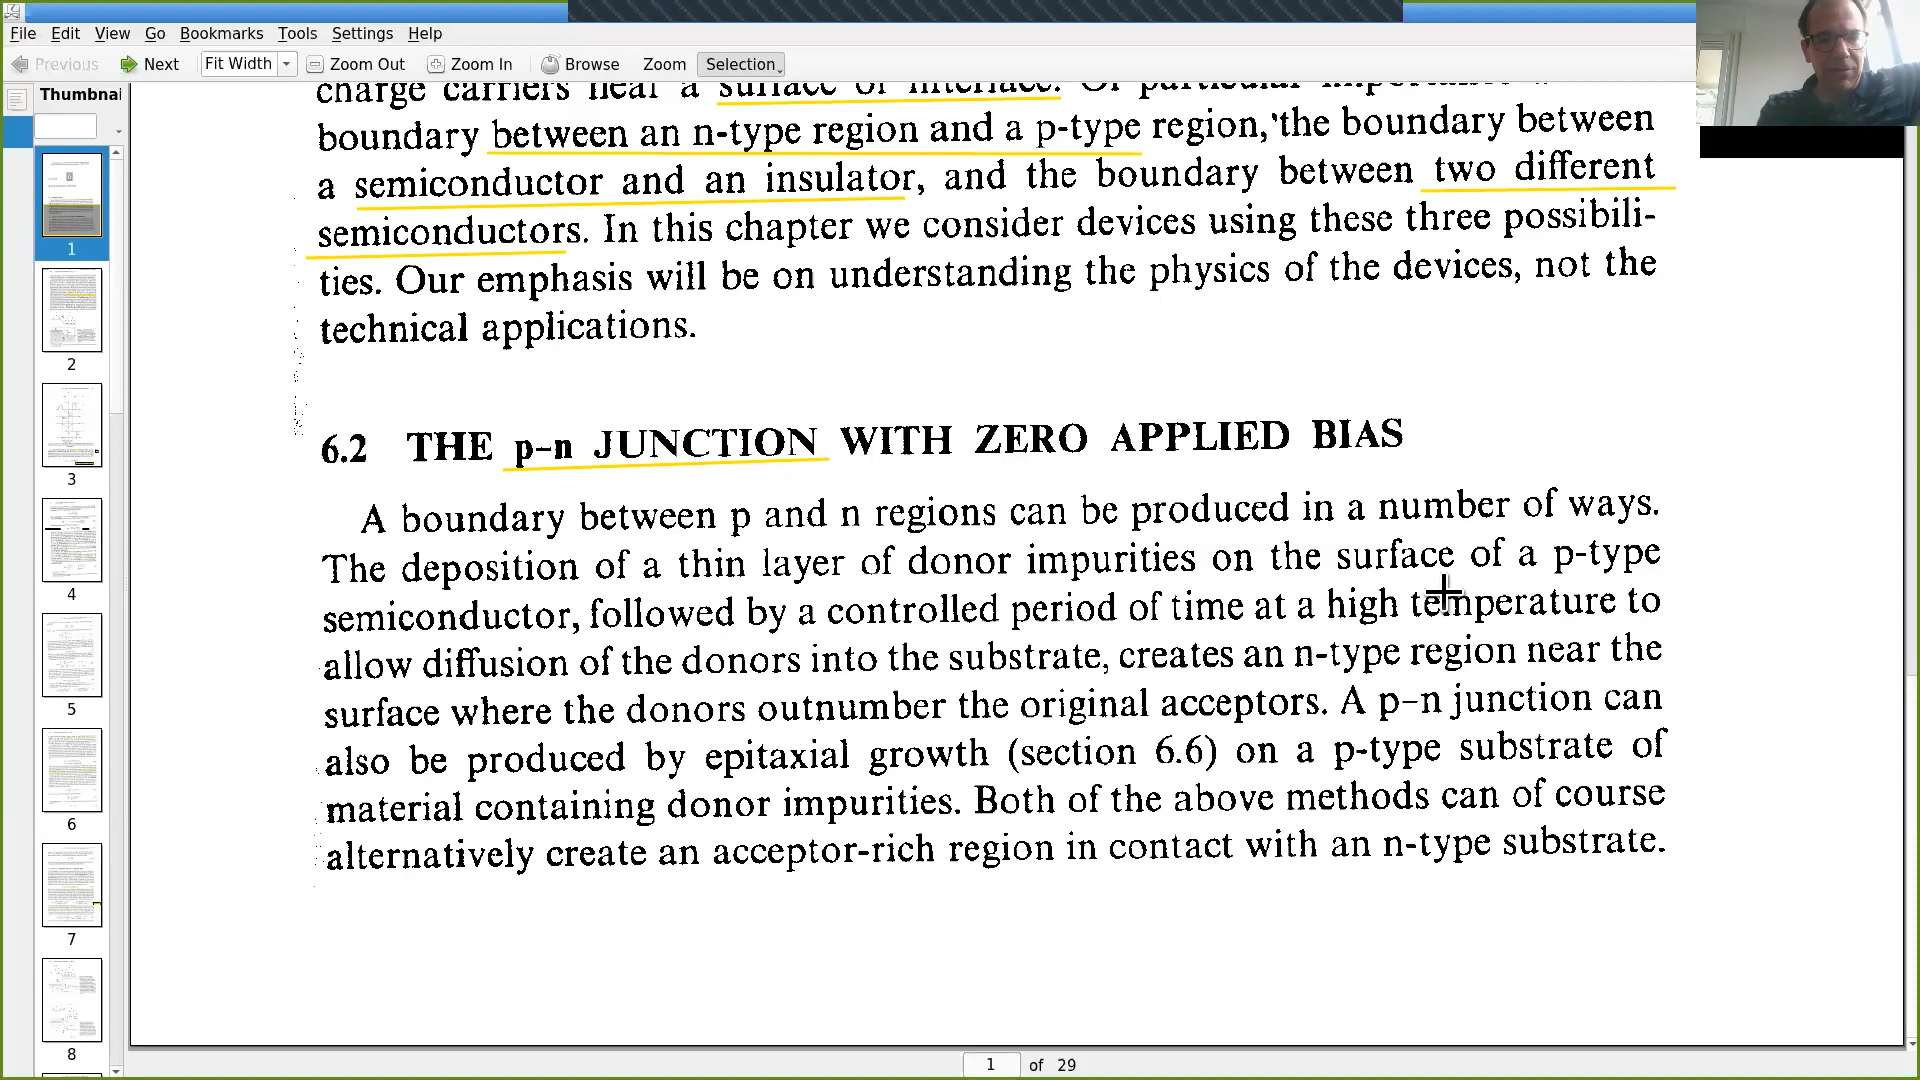 File Edit View Go Bookmarks Tools Settings Help
Previous Next Fit Width Zoom Out Zoom In Browse Zoom Selection
Thumbnai
charge carriers near a surface or interface. Of particular
boundary between an n-type region and a p-type region, the boundary between
a semiconductor and an insulator, and the boundary between two different
semiconductors. In this chapter we consider devices using these three possibili-
ties. Our emphasis will be on understanding the physics of the devices, not the
technical applications.
6.2 THE p–n JUNCTION WITH ZERO APPLIED BIAS
A boundary between p and n regions can be produced in a number of ways.
The deposition of a thin layer of donor impurities on the surface of a p-type
semiconductor, followed by a controlled period of time at a high temperature to
allow diffusion of the donors into the substrate, creates an n-type region near the
surface where the donors outnumber the original acceptors. A p–n junction can
also be produced by epitaxial growth (section 6.6) on a p-type substrate of
material containing donor impurities. Both of the above methods can of course
alternatively create an acceptor-rich region in contact with an n-type substrate.
1
2
3
4
5
6
7
8
1 of 29